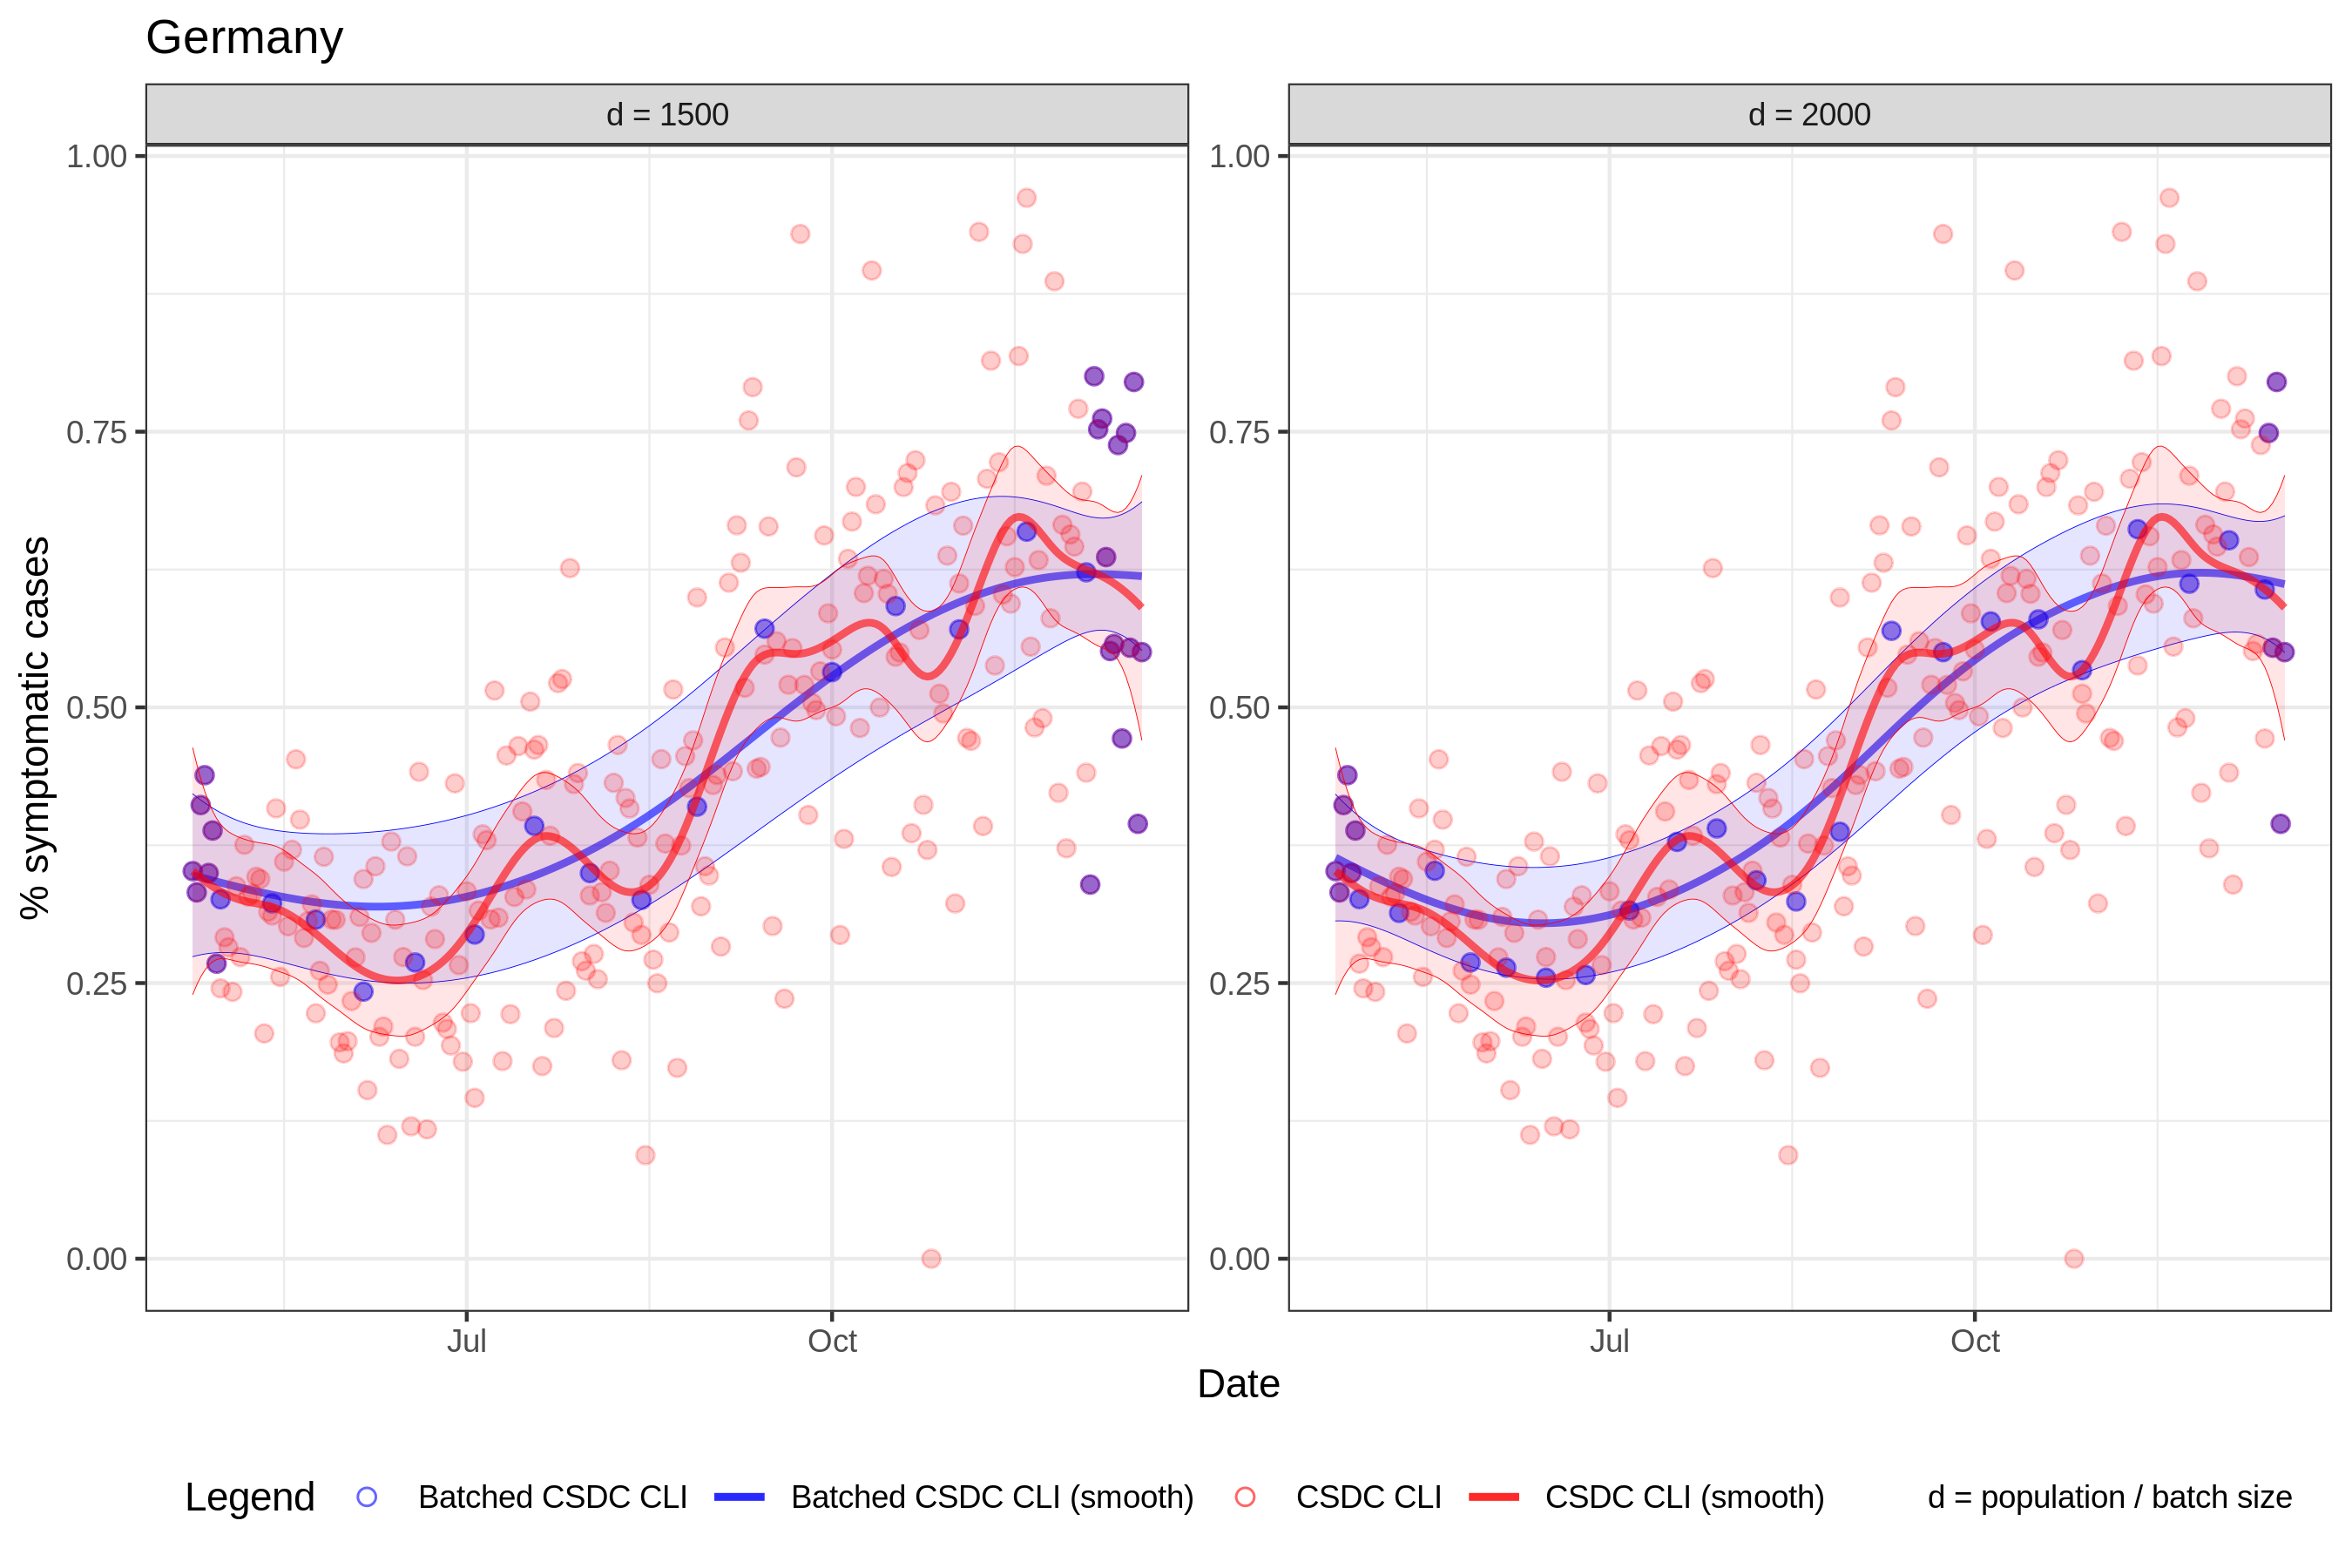 Germany
d = 1500
d = 2000
1.00
0.75
0.50
0.25
0.00
1.00
0.75
0.50
0.25
0.00
% symptomatic cases
Jul
Oct
Jul
Oct
Date
Legend
Batched CSDC CLI
Batched CSDC CLI (smooth)
CSDC CLI
CSDC CLI (smooth)
d = population / batch size